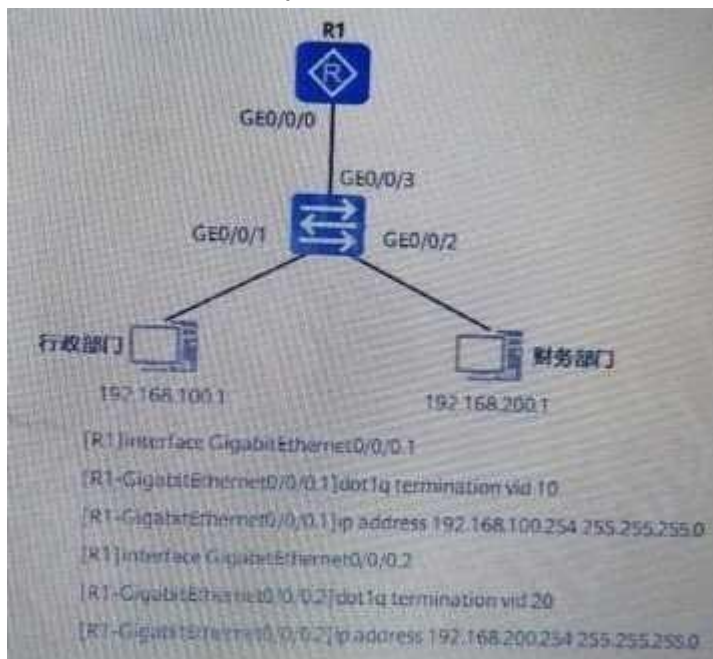 R1
R
GE0/0/0
GE0/0/3
GE0/0/1
GE0/0/2
行政部门
财务部门
192.168.100.1
192.168.200.1
[R1]interface GigabitEthernet0/0/0.1
[R1-GigabitEthernet0/0/0.1]dot1q termination vid 10
[R1-GigabitEthernet0/0/0.1]ip address 192.168.100.254 255.255.255.0
[R1]interface GigabitEthernet0/0/0.2
[R1-GigabitEthernet0/0/0.2]dot1q termination vid 20
[R1-GigabitEthernet0/0/0.2]ip address 192.168.200.254 255.255.255.0